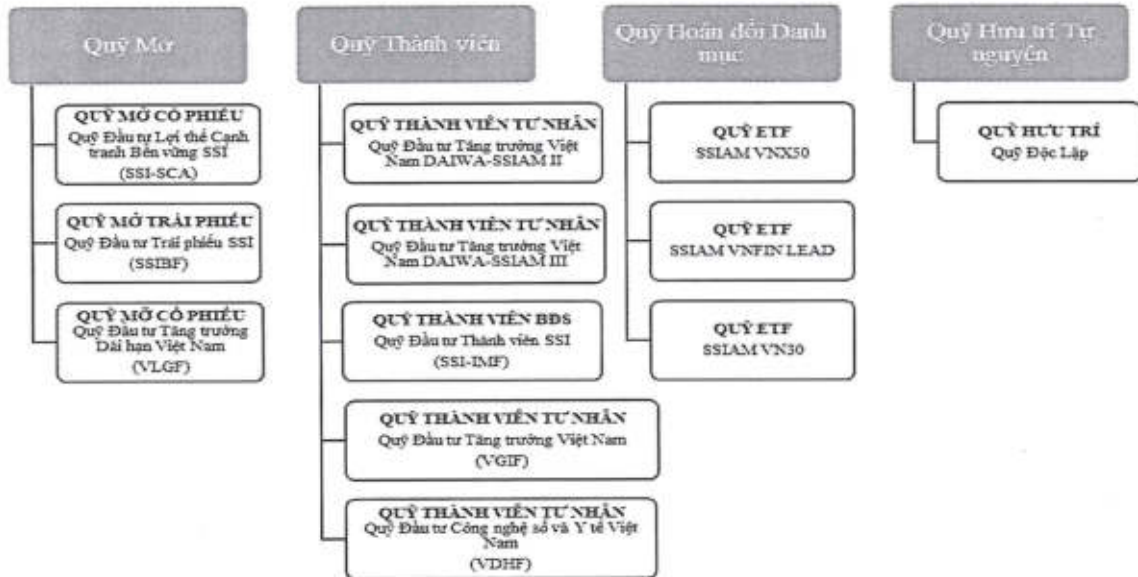 Quỹ Mở
QUỸ MỞ CỔ PHIẾU
Quỹ Đầu tư Lợi thế Cạnh
tranh Bền vững SSI
(SSI-SCA)
QUỸ MỞ TRÁI PHIẾU
Quỹ Đầu tư Trái phiếu SSI
(SSIBF)
QUỸ MỞ CỔ PHIẾU
Quỹ Đầu tư Tăng trưởng
Dài hạn Việt Nam
(VLGF)
Quỹ Thành viên
QUỸ THÀNH VIÊN TƯ NHÂN
Quỹ Đầu tư Tăng trưởng Việt
Nam DAIWA-SSIAM II
QUỸ THÀNH VIÊN TƯ NHÂN
Quỹ Đầu tư Tăng trưởng Việt
Nam DAIWA-SSIAM III
QUỸ THÀNH VIÊN BĐS
Quỹ Đầu tư Thành viên SSI
(SSI-IMF)
QUỸ THÀNH VIÊN TƯ NHÂN
Quỹ Đầu tư Tăng trưởng Việt Nam
(VGIF)
QUỸ THÀNH VIÊN TƯ NHÂN
Quỹ Đầu tư Công nghệ số và Y tế Việt
Nam
(VDHF)
Quỹ Hoán đổi Danh
mục
QUỸ ETF
SSIAM VNX50
QUỸ ETF
SSIAM VNFIN LEAD
QUỸ ETF
SSIAM VN30
Quỹ Hưu trí Tự
nguyện
QUỸ HƯU TRÍ
Quỹ Độc Lập